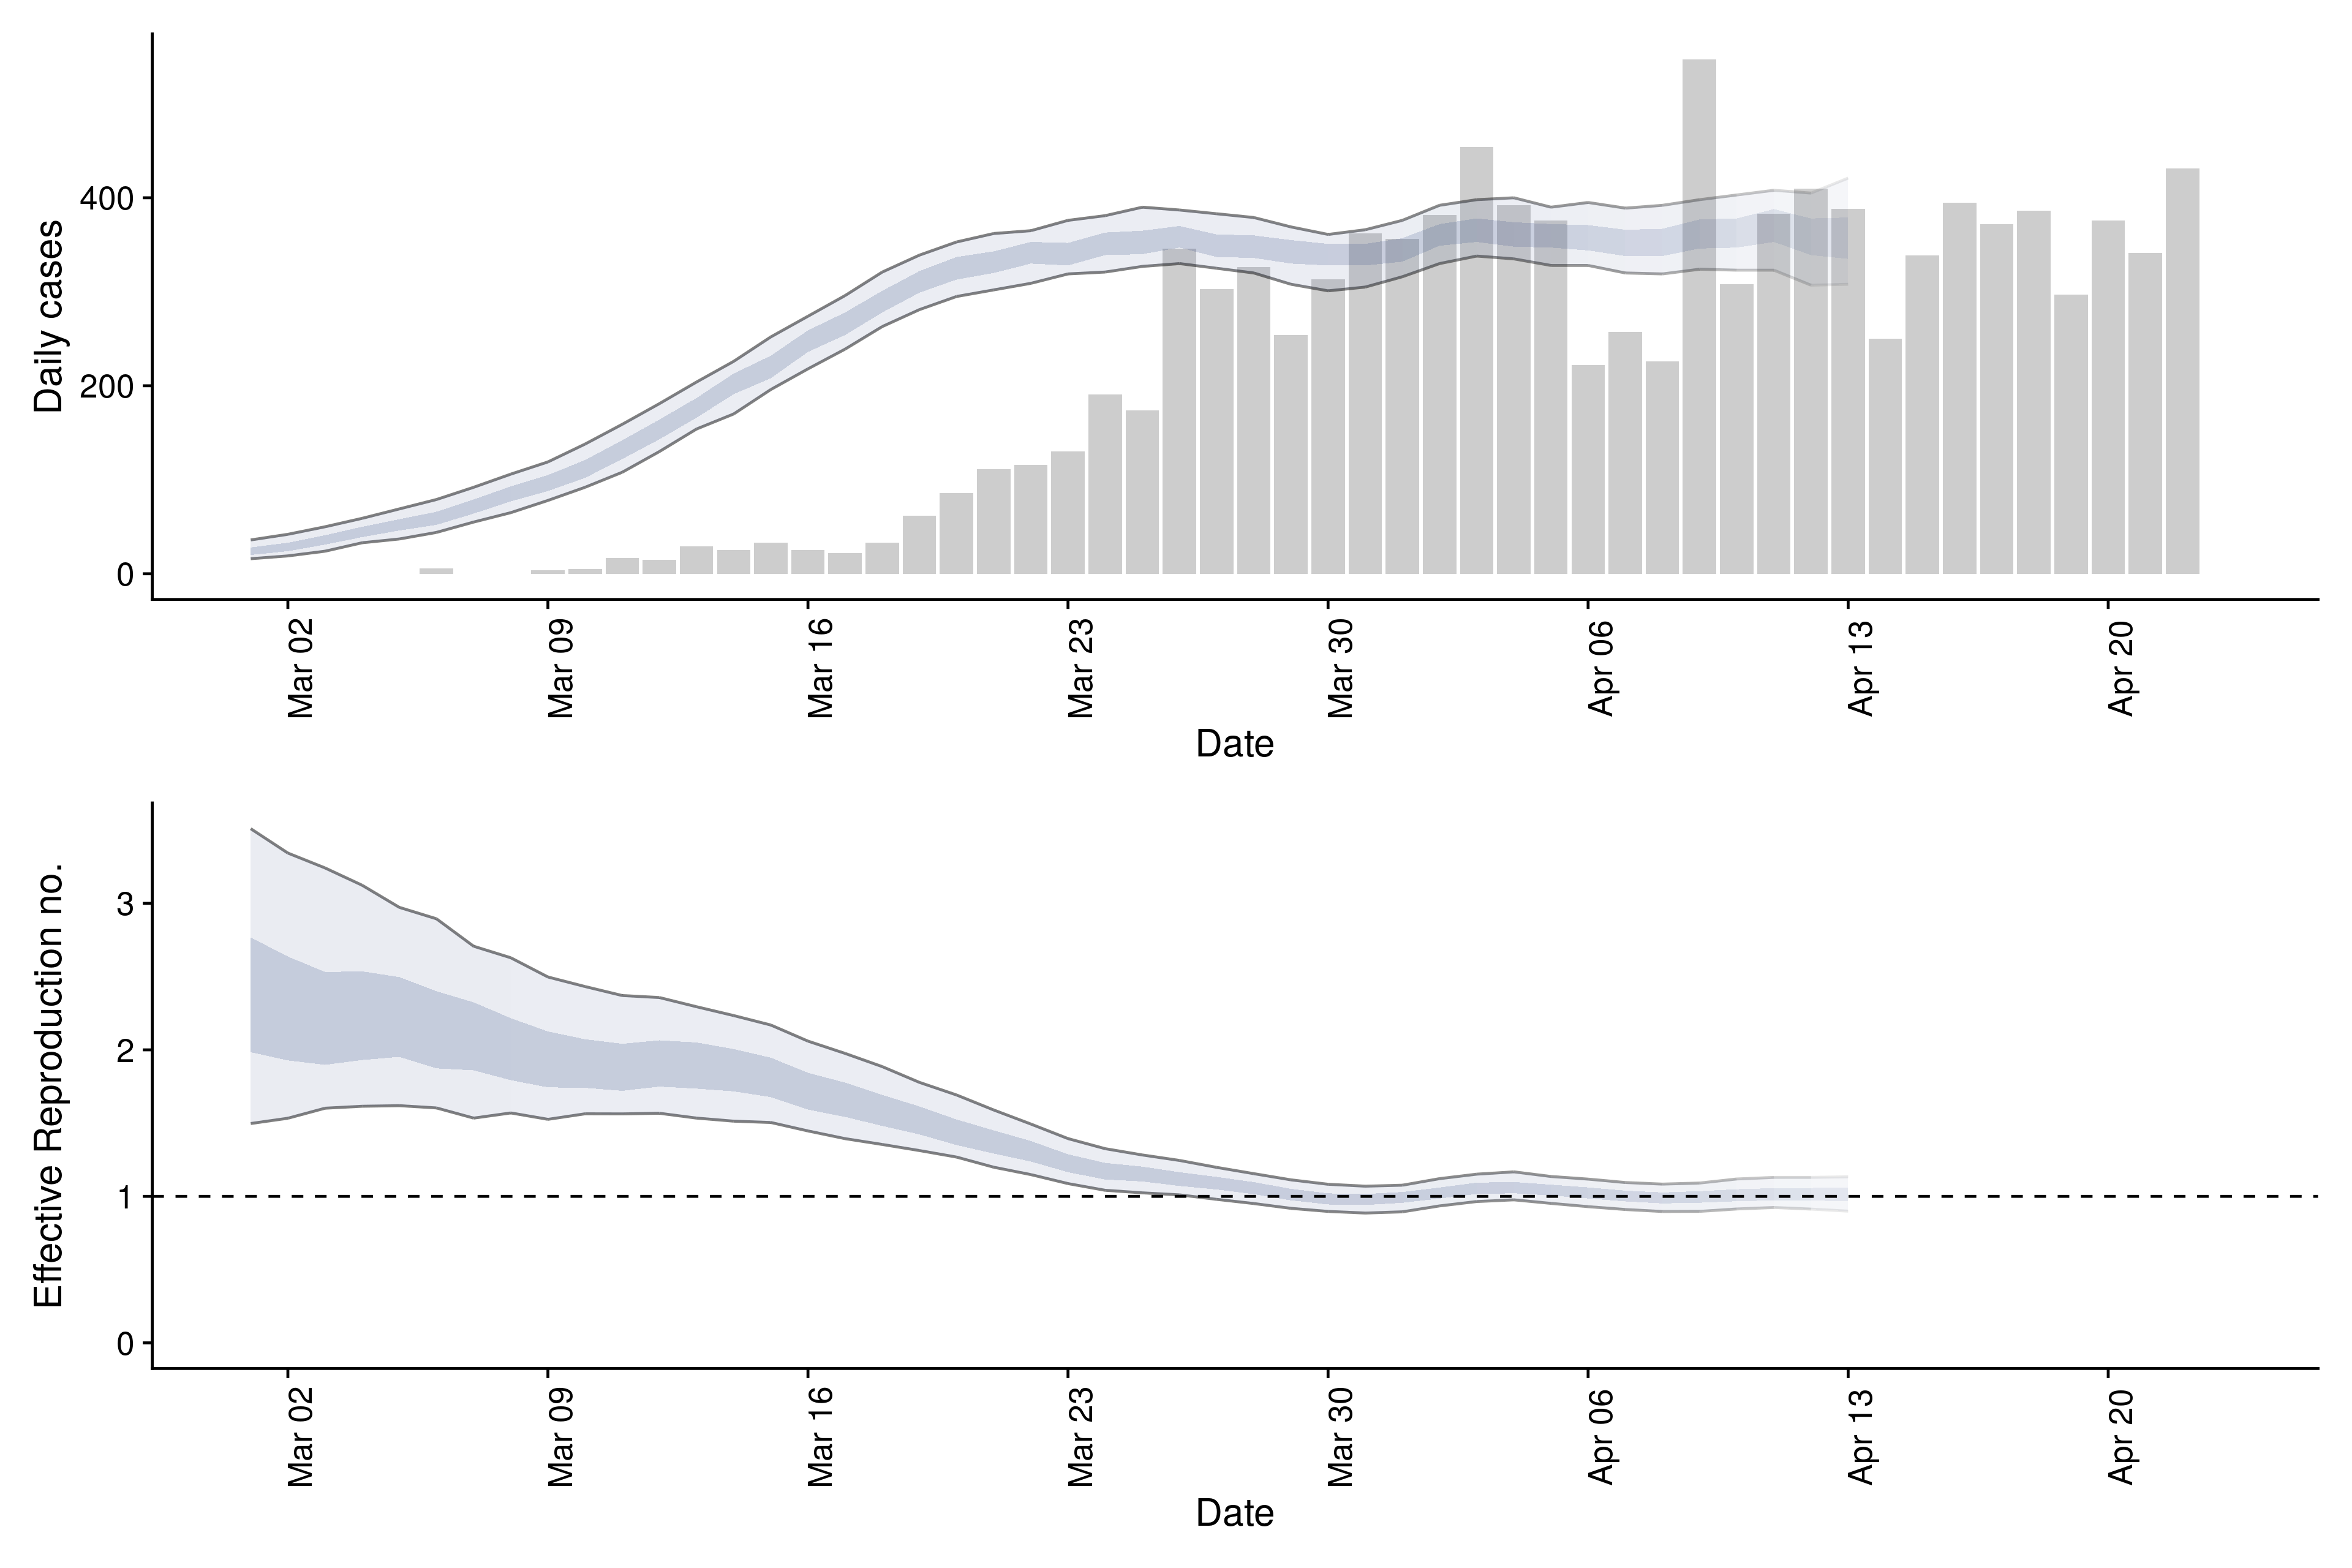 Daily cases
400
200
0
Mar 02
Mar 09
Mar 16
Mar 23
Mar 30
Apr 06
Apr 13
Apr 20
Date
Effective Reproduction no.
3
2
1
0
Mar 02
Mar 09
Mar 16
Mar 23
Mar 30
Apr 06
Apr 13
Apr 20
Date